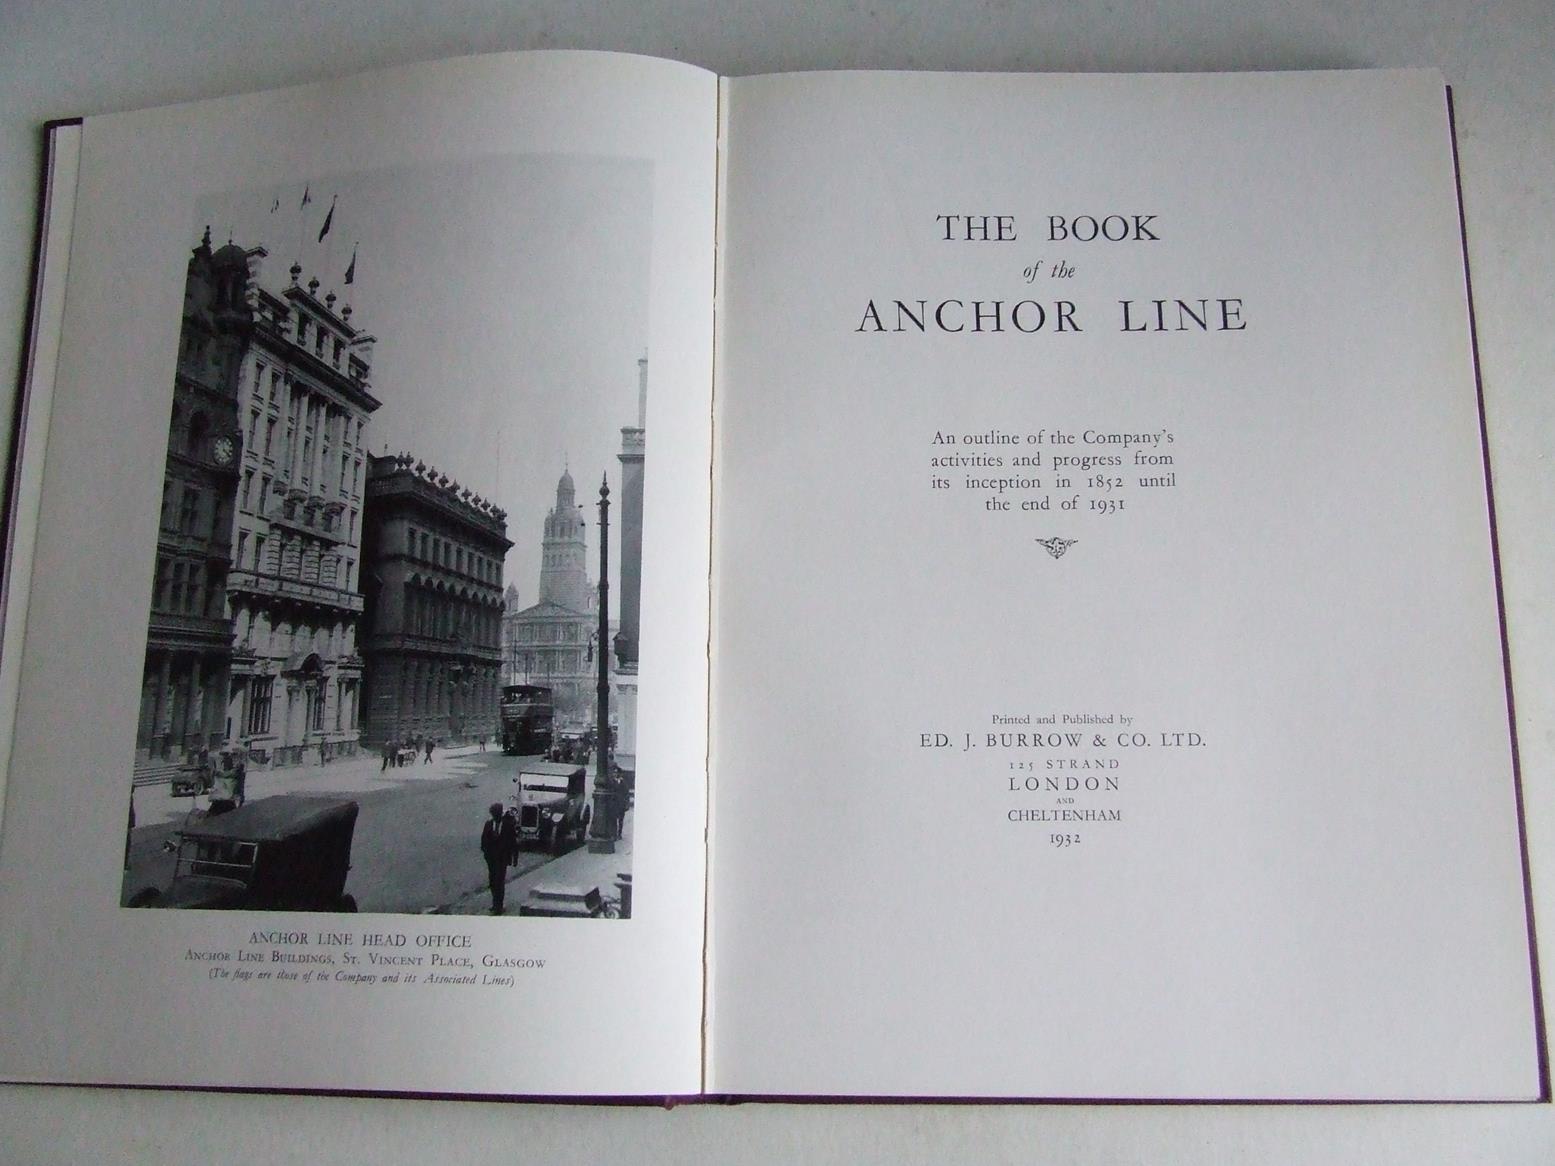 ANCHOR LINE HEAD OFFICE
ANCHOR LINE BUILDINGS, ST. VINCENT PLACE, GLASGOW
(The flags are those of the Company and its Associated Lines)
THE BOOK
of the
ANCHOR LINE
An outline of the Company's
activities and progress from
its inception in 1852 until
the end of 1931
Printed and Published by
ED. J. BURROW & CO. LTD.
125 STRAND
LONDON
AND
CHELTENHAM
1932